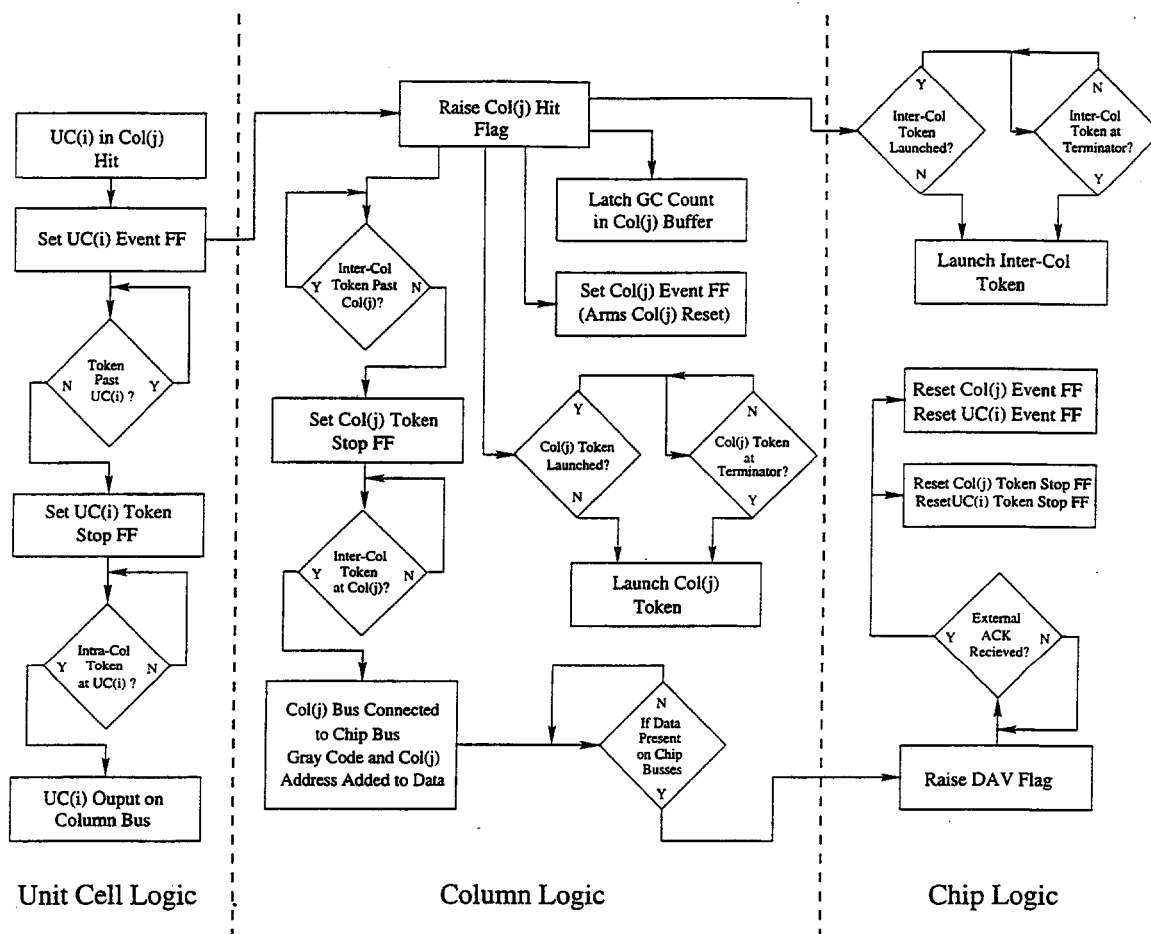 UC(i) in Col(j)
Hit
Set UC(i) Event FF
Token
Past
UC(i) ?
N
Y
Set UC(i) Token
Stop FF
Intra-Col
Token
at UC(i) ?
Y
N
UC(i) Ouput on
Column Bus
Unit Cell Logic
Raise Col(j) Hit
Flag
Latch GC Count
in Col(j) Buffer
Inter-Col
Token Past
Col(j)?
Y
N
Set Col(j) Event FF
(Arms Col(j) Reset)
Set Col(j) Token
Stop FF
Y
Col(j) Token
Launched?
N
N
Col(j) Token
at
Terminator?
Y
Inter-Col
Token
at Col(j)?
Y
N
Launch Col(j)
Token
Col(j) Bus Connected
to Chip Bus
Gray Code and Col(j)
Address Added to Data
N
If Data
Present
on Chip
Busses
Y
Column Logic
Y
Inter-Col
Token
Launched?
N
N
Inter-Col
Token at
Terminator?
Y
Launch Inter-Col
Token
Reset Col(j) Event FF
Reset UC(i) Event FF
Reset Col(j) Token Stop FF
ResetUC(i) Token Stop FF
External
ACK
Recieved?
Y
N
Raise DAV Flag
Chip Logic